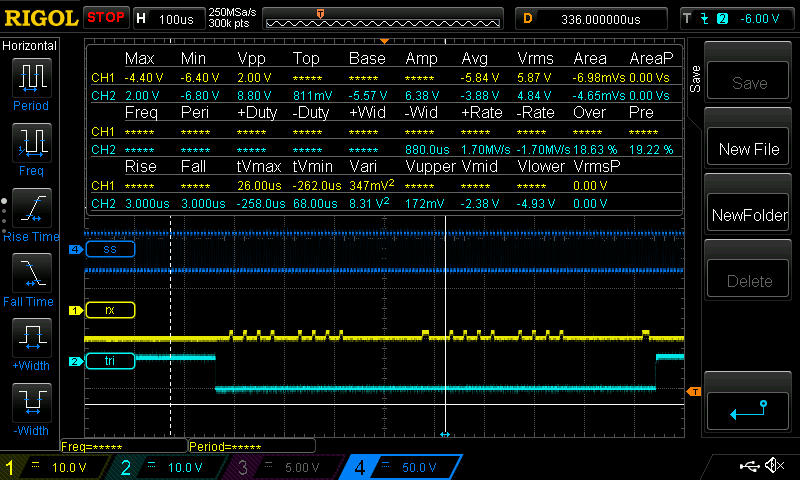 RIGOL STOP H 100us 250MSa/s 300k pts T D 336.000000us T 2 -6.00 V
Horizontal
Period
Freq
Rise Time
Fall Time
+Width
-Width
Max Min Vpp Top Base Amp Avg Vrms Area AreaP
CH1 -4.40 V -6.40 V 2.00 V ***** ***** ***** -5.84 V 5.87 V -6.98mVs 0.00 Vs
CH2 2.00 V -6.80 V 8.80 V 811mV -5.57 V 6.38 V -3.88 V 4.84 V -4.65mVs 0.00 Vs
Freq Peri +Duty -Duty +Wid -Wid +Rate -Rate Over Pre
CH1 ***** ***** ***** ***** ***** ***** ***** ***** ***** *****
CH2 ***** ***** ***** ***** ***** 880.0us 1.70MV/s -1.70MV/s 18.63 % 19.22 %
Rise Fall tVmax tVmin Vari Vupper Vmid Vlower VrmsP
CH1 ***** ***** 26.00us -262.0us 347mV² ***** ***** ***** 0.00 V
CH2 3.000us 3.000us -258.0us 68.00us 8.31 V² 172mV -2.38 V -4.93 V 0.00 V
4 ss
1 rx
2 tri
T
Freq=***** Period=*****
1 = 10.0 V 2 = 10.0 V 3 = 5.00 V 4 = 50.0 V
Save
Save
New File
NewFolder
Delete